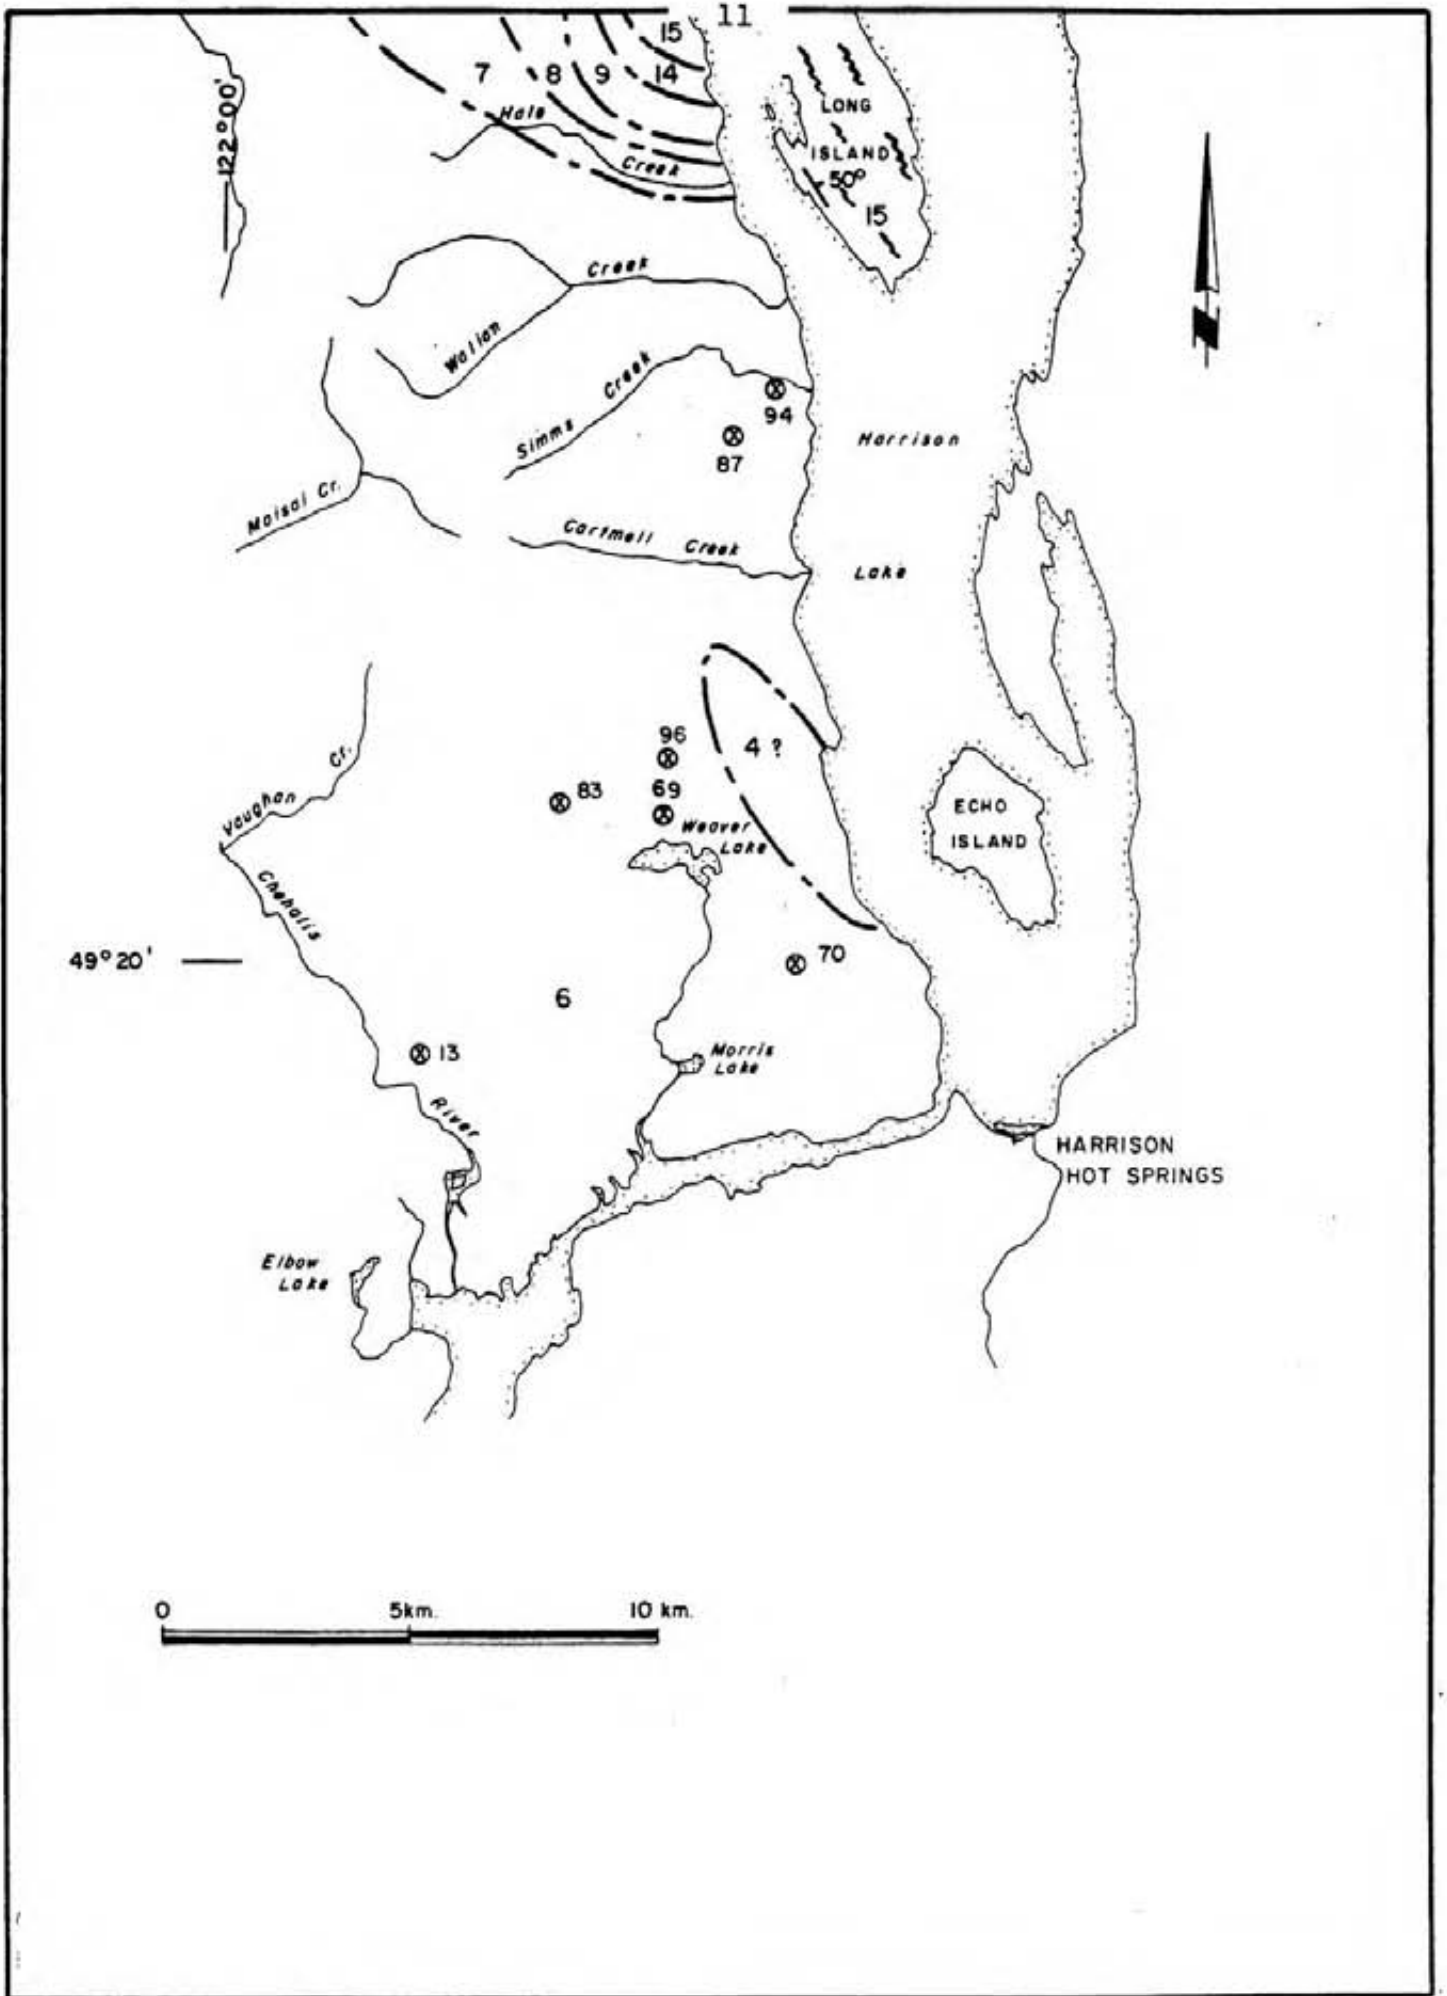 11
15
7 8 9 14
122°00'
Hale
Creek
LONG
ISLAND
50°
15
Creek
Walian
Simms Creek
94
87
Harrison
Maisal Cr.
Cartmell Creek
Lake
96
4 ?
83
69
Vaughan Cr.
Weaver
Lake
ECHO
ISLAND
Chehalis
49°20'
70
6
13
Morris
Lake
River
HARRISON
HOT SPRINGS
Elbow
Lake
0 5km. 10 km.